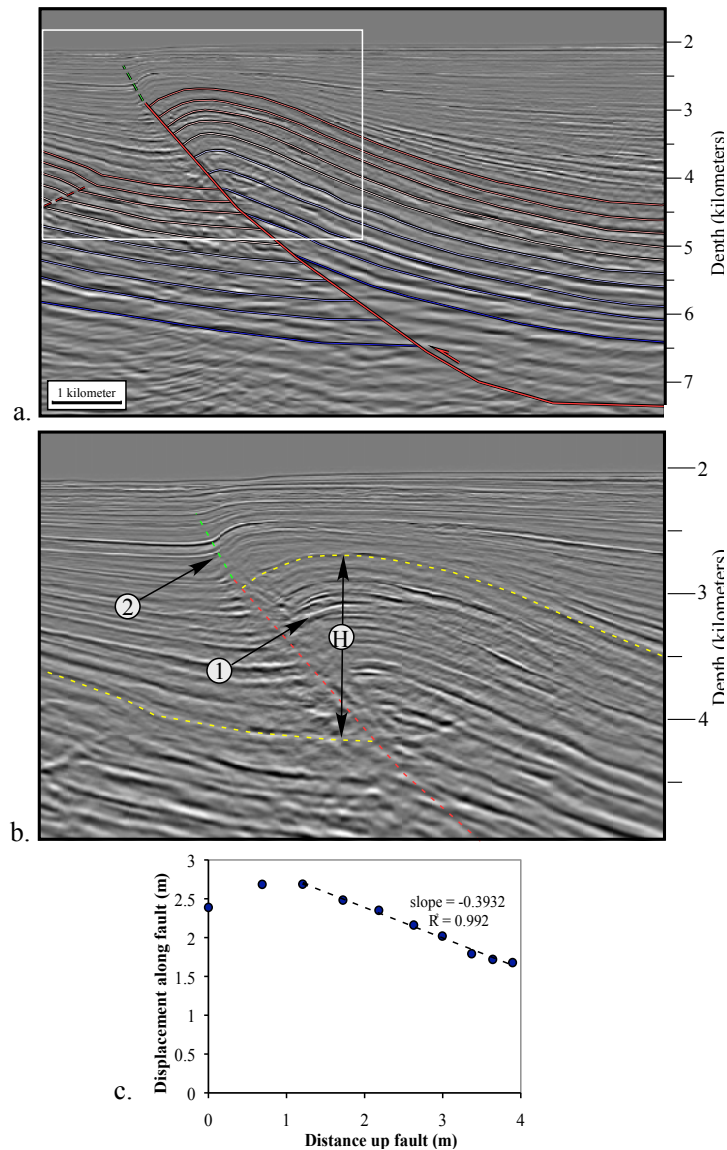 2
3
4
5
6
7
Depth (kilometers)
1 kilometer
a.
2
3
4
Depth (kilometers)
2
1
H
b.
3
2.5
2
1.5
1
0.5
0
Displacement along fault (m)
slope = -0.3932
R² = 0.992
0 1 2 3 4
Distance up fault (m)
c.